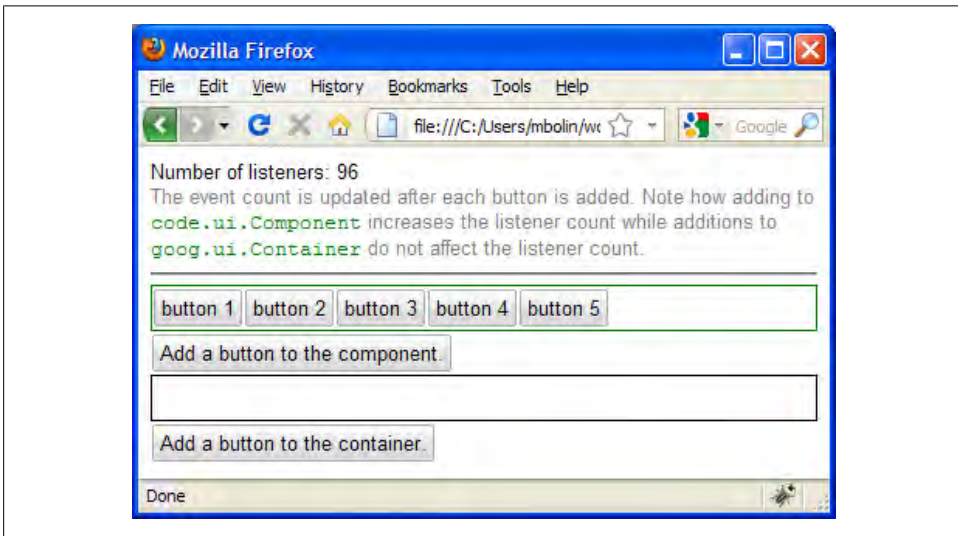 Mozilla Firefox
File Edit View History Bookmarks Tools Help
file:///C:/Users/mbolin/wc Google
Number of listeners: 96
The event count is updated after each button is added. Note how adding to
code.ui.Component increases the listener count while additions to
goog.ui.Container do not affect the listener count.
button 1 button 2 button 3 button 4 button 5
Add a button to the component.
Add a button to the container.
Done